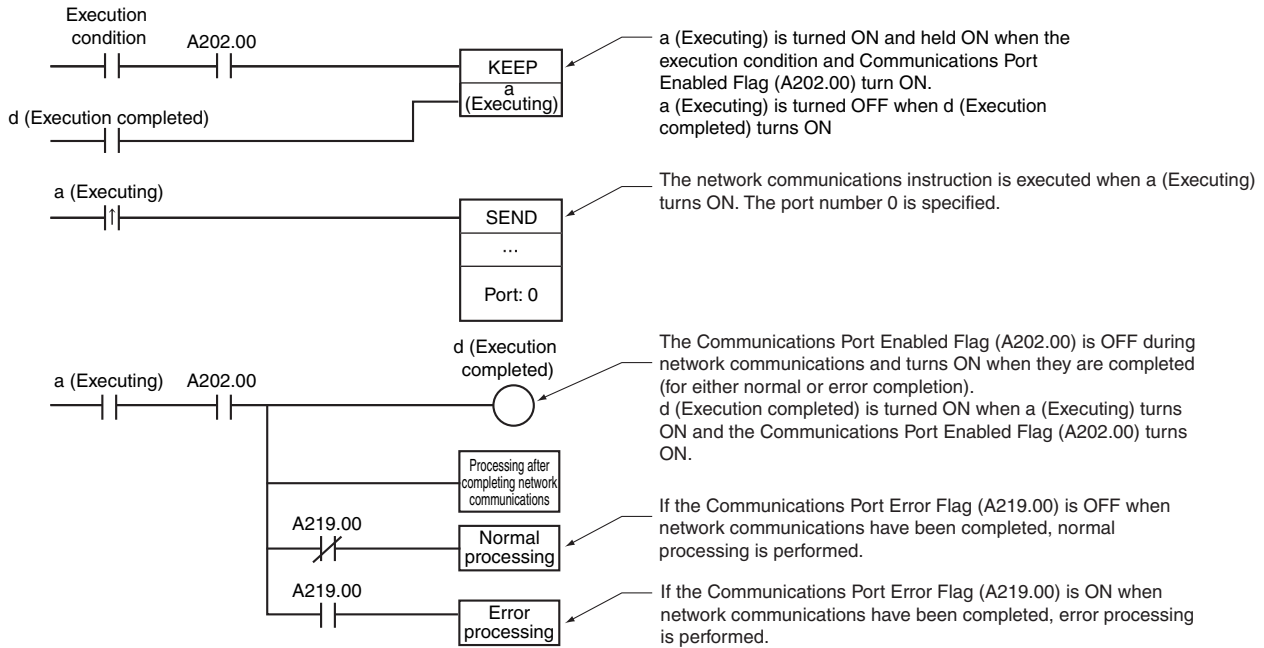 Execution
condition
A202.00
KEEP
a
(Executing)
d (Execution completed)
a (Executing) is turned ON and held ON when the
execution condition and Communications Port
Enabled Flag (A202.00) turn ON.
a (Executing) is turned OFF when d (Execution
completed) turns ON
a (Executing)
↑
SEND
...
Port: 0
The network communications instruction is executed when a (Executing)
turns ON. The port number 0 is specified.
a (Executing)
A202.00
d (Execution
completed)
The Communications Port Enabled Flag (A202.00) is OFF during
network communications and turns ON when they are completed
(for either normal or error completion).
d (Execution completed) is turned ON when a (Executing) turns
ON and the Communications Port Enabled Flag (A202.00) turns
ON.
Processing after
completing network
communications
A219.00
Normal
processing
If the Communications Port Error Flag (A219.00) is OFF when
network communications have been completed, normal
processing is performed.
A219.00
Error
processing
If the Communications Port Error Flag (A219.00) is ON when
network communications have been completed, error processing
is performed.